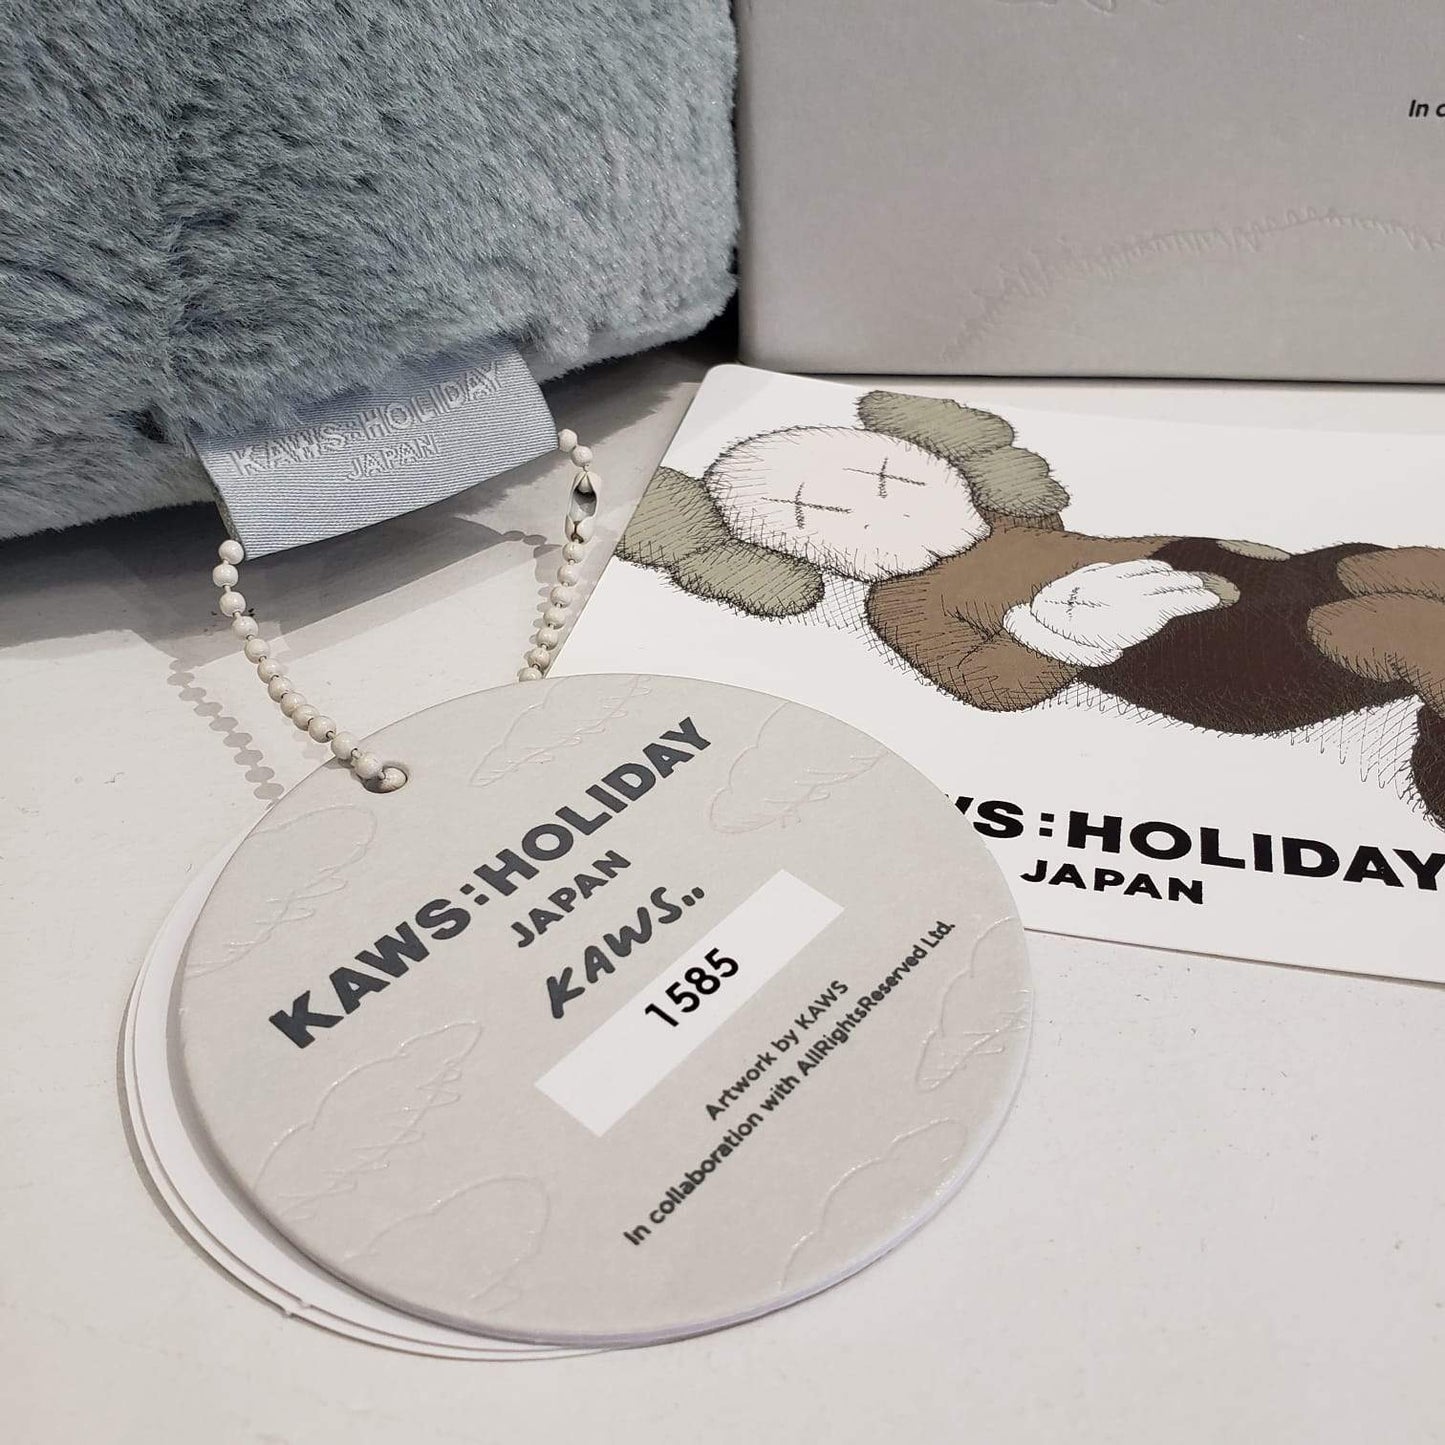 In
KAWS:HOLIDAY
JAPAN
KAWS:HOLIDAY
JAPAN
KAWS..
1585
Artwork by KAWS
In collaboration with AllRightsReserved Ltd.
WS:HOLIDAY
JAPAN